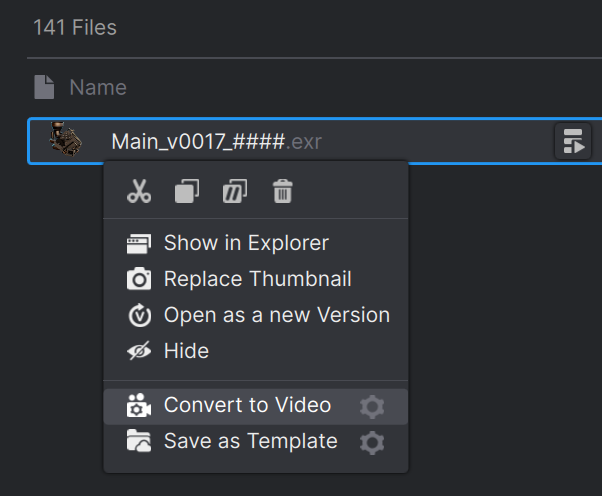 141 Files
Name
Main_v0017_####.exr
Show in Explorer
Replace Thumbnail
Open as a new Version
Hide
Convert to Video
Save as Template